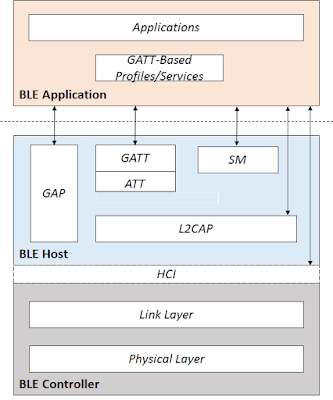 Applications
GATT-Based
Profiles/Services
BLE Application
GAP
GATT
ATT
SM
L2CAP
BLE Host
HCI
Link Layer
Physical Layer
BLE Controller